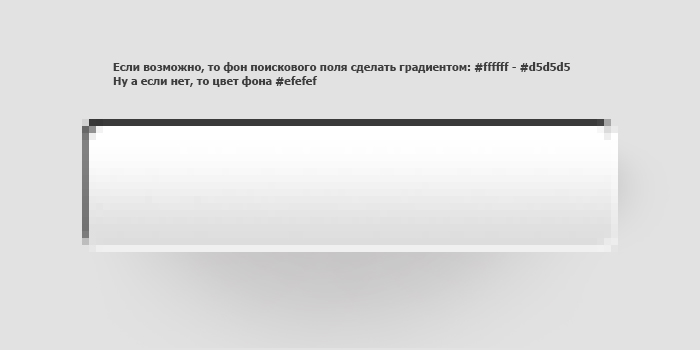 Если возможно, то фон поискового поля сделать градиентом: #ffffff - #d5d5d5
Ну а если нет, то цвет фона #efefef